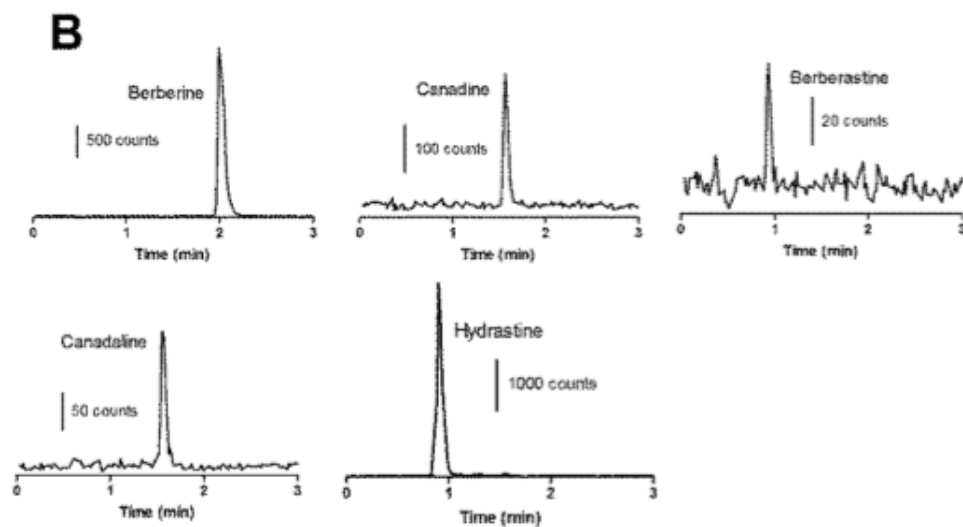 B
Berberine
500 counts
0 1 2 3
Time (min)
Canadine
100 counts
0 1 2 3
Time (min)
Berberastine
20 counts
0 1 2 3
Time (min)
Canadaline
50 counts
0 1 2 3
Time (min)
Hydrastine
1000 counts
0 1 2 3
Time (min)